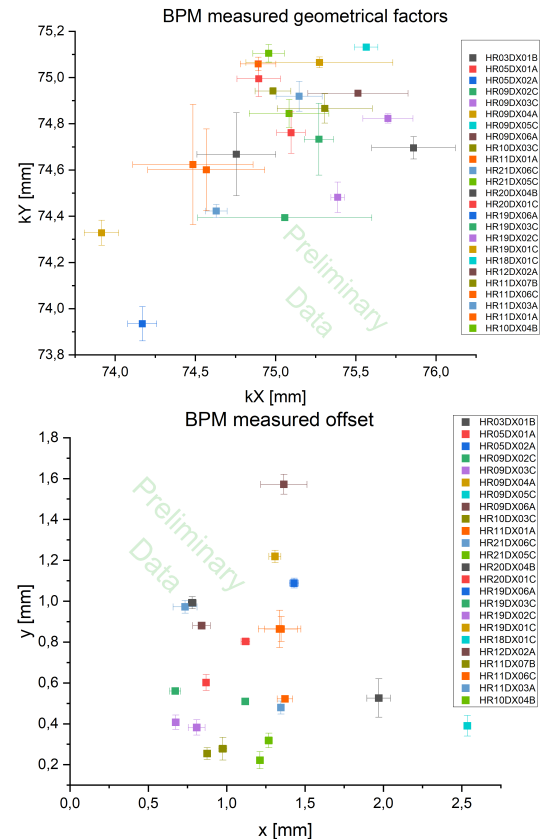 BPM measured geometrical factors
75,2
75,0
74,8
74,6
74,4
74,2
74,0
73,8
kY [mm]
74,0
74,5
75,0
75,5
76,0
kX [mm]
Preliminary
Data
HR03DX01B
HR05DX01A
HR05DX02A
HR09DX02C
HR09DX03C
HR09DX04A
HR09DX05C
HR09DX06A
HR10DX03C
HR11DX01A
HR21DX06C
HR21DX05C
HR20DX04B
HR20DX01C
HR19DX06A
HR19DX03C
HR19DX02C
HR19DX01C
HR18DX01C
HR12DX02A
HR11DX07B
HR11DX06C
HR11DX03A
HR11DX01A
HR10DX04B
BPM measured offset
1,8
1,6
1,4
1,2
1,0
0,8
0,6
0,4
0,2
y [mm]
0,0
0,5
1,0
1,5
2,0
2,5
x [mm]
Preliminary
Data
HR03DX01B
HR05DX01A
HR05DX02A
HR09DX02C
HR09DX03C
HR09DX04A
HR09DX05C
HR09DX06A
HR10DX03C
HR11DX01A
HR21DX06C
HR21DX05C
HR20DX04B
HR20DX01C
HR19DX06A
HR19DX03C
HR19DX02C
HR19DX01C
HR18DX01C
HR12DX02A
HR11DX07B
HR11DX06C
HR11DX03A
HR10DX04B